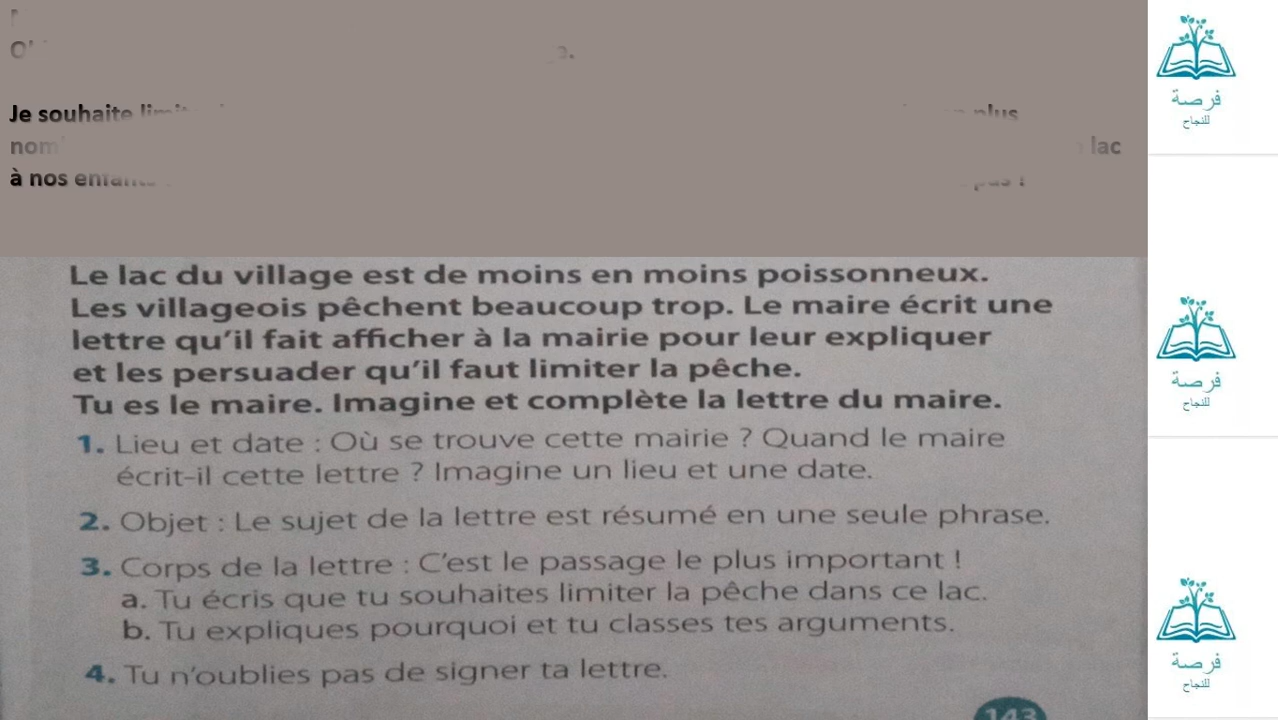 Je souhaite
plus
lac
à nos
Le lac du village est de moins en moins poissonneux.
Les villageois pêchent beaucoup trop. Le maire écrit une
lettre qu'il fait afficher à la mairie pour leur expliquer
et les persuader qu'il faut limiter la pêche.
Tu es le maire. Imagine et complète la lettre du maire.
1. Lieu et date : Où se trouve cette mairie ? Quand le maire
écrit-il cette lettre ? Imagine un lieu et une date.
2. Objet : Le sujet de la lettre est résumé en une seule phrase.
3. Corps de la lettre : C'est le passage le plus important !
a. Tu écris que tu souhaites limiter la pêche dans ce lac.
b. Tu expliques pourquoi et tu classes tes arguments.
4. Tu n'oublies pas de signer ta lettre.
143
فرصة
للنجاح
فرصة
للنجاح
فرصة
للنجاح